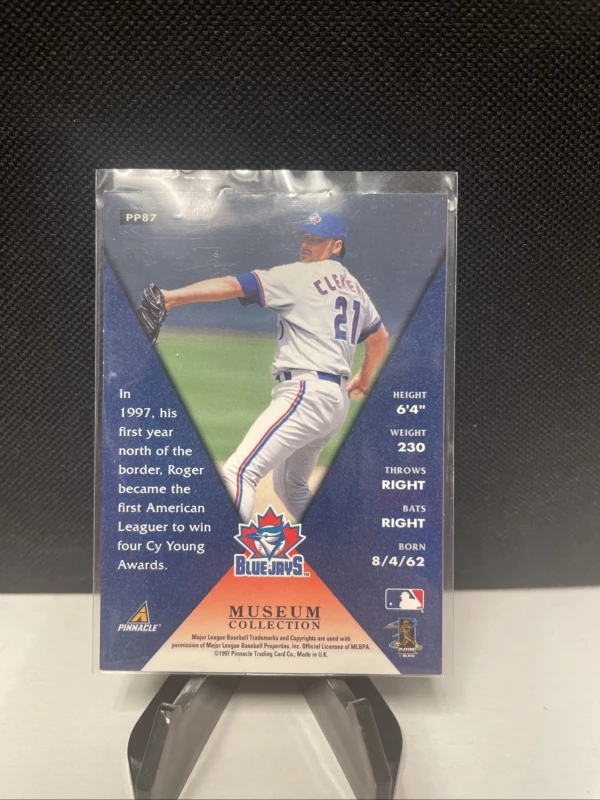 PP87
CLEMEN
21
In
1997, his
first year
north of the
border, Roger
became the
first American
Leaguer to win
four Cy Young
Awards.
HEIGHT
6'4"
WEIGHT
230
THROWS
RIGHT
BATS
RIGHT
BORN
8/4/62
BLUE JAYS™
PINNACLE
MUSEUM
COLLECTION
Major League Baseball Trademarks and Copyrights are used with
permission of Major League Baseball Properties, Inc. Official Licensee of MLBPA.
©1997 Pinnacle Trading Card Co.; Made in U.K.